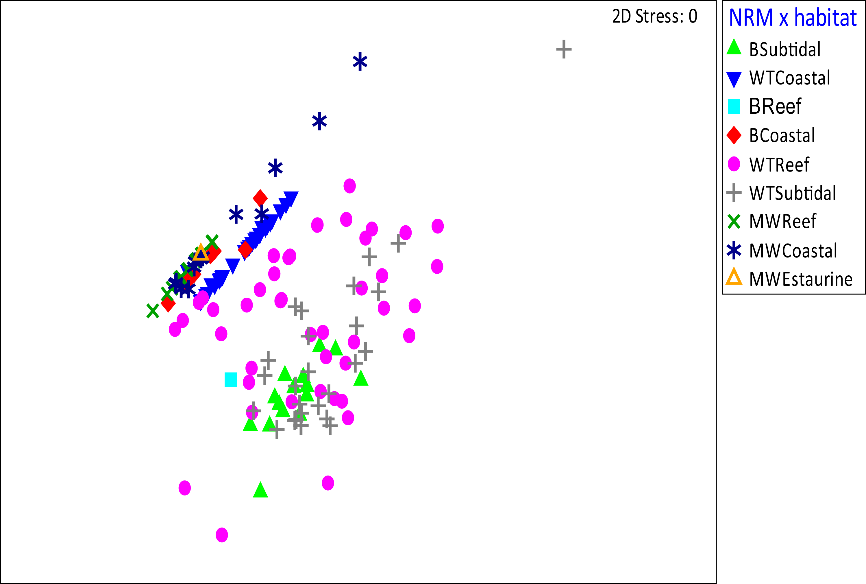 2D Stress: 0
NRM x habitat
BSubtidal
WTCoastal
BReef
BCoastal
WTReef
WTSubtidal
MWReef
MWCoastal
MWEstaurine